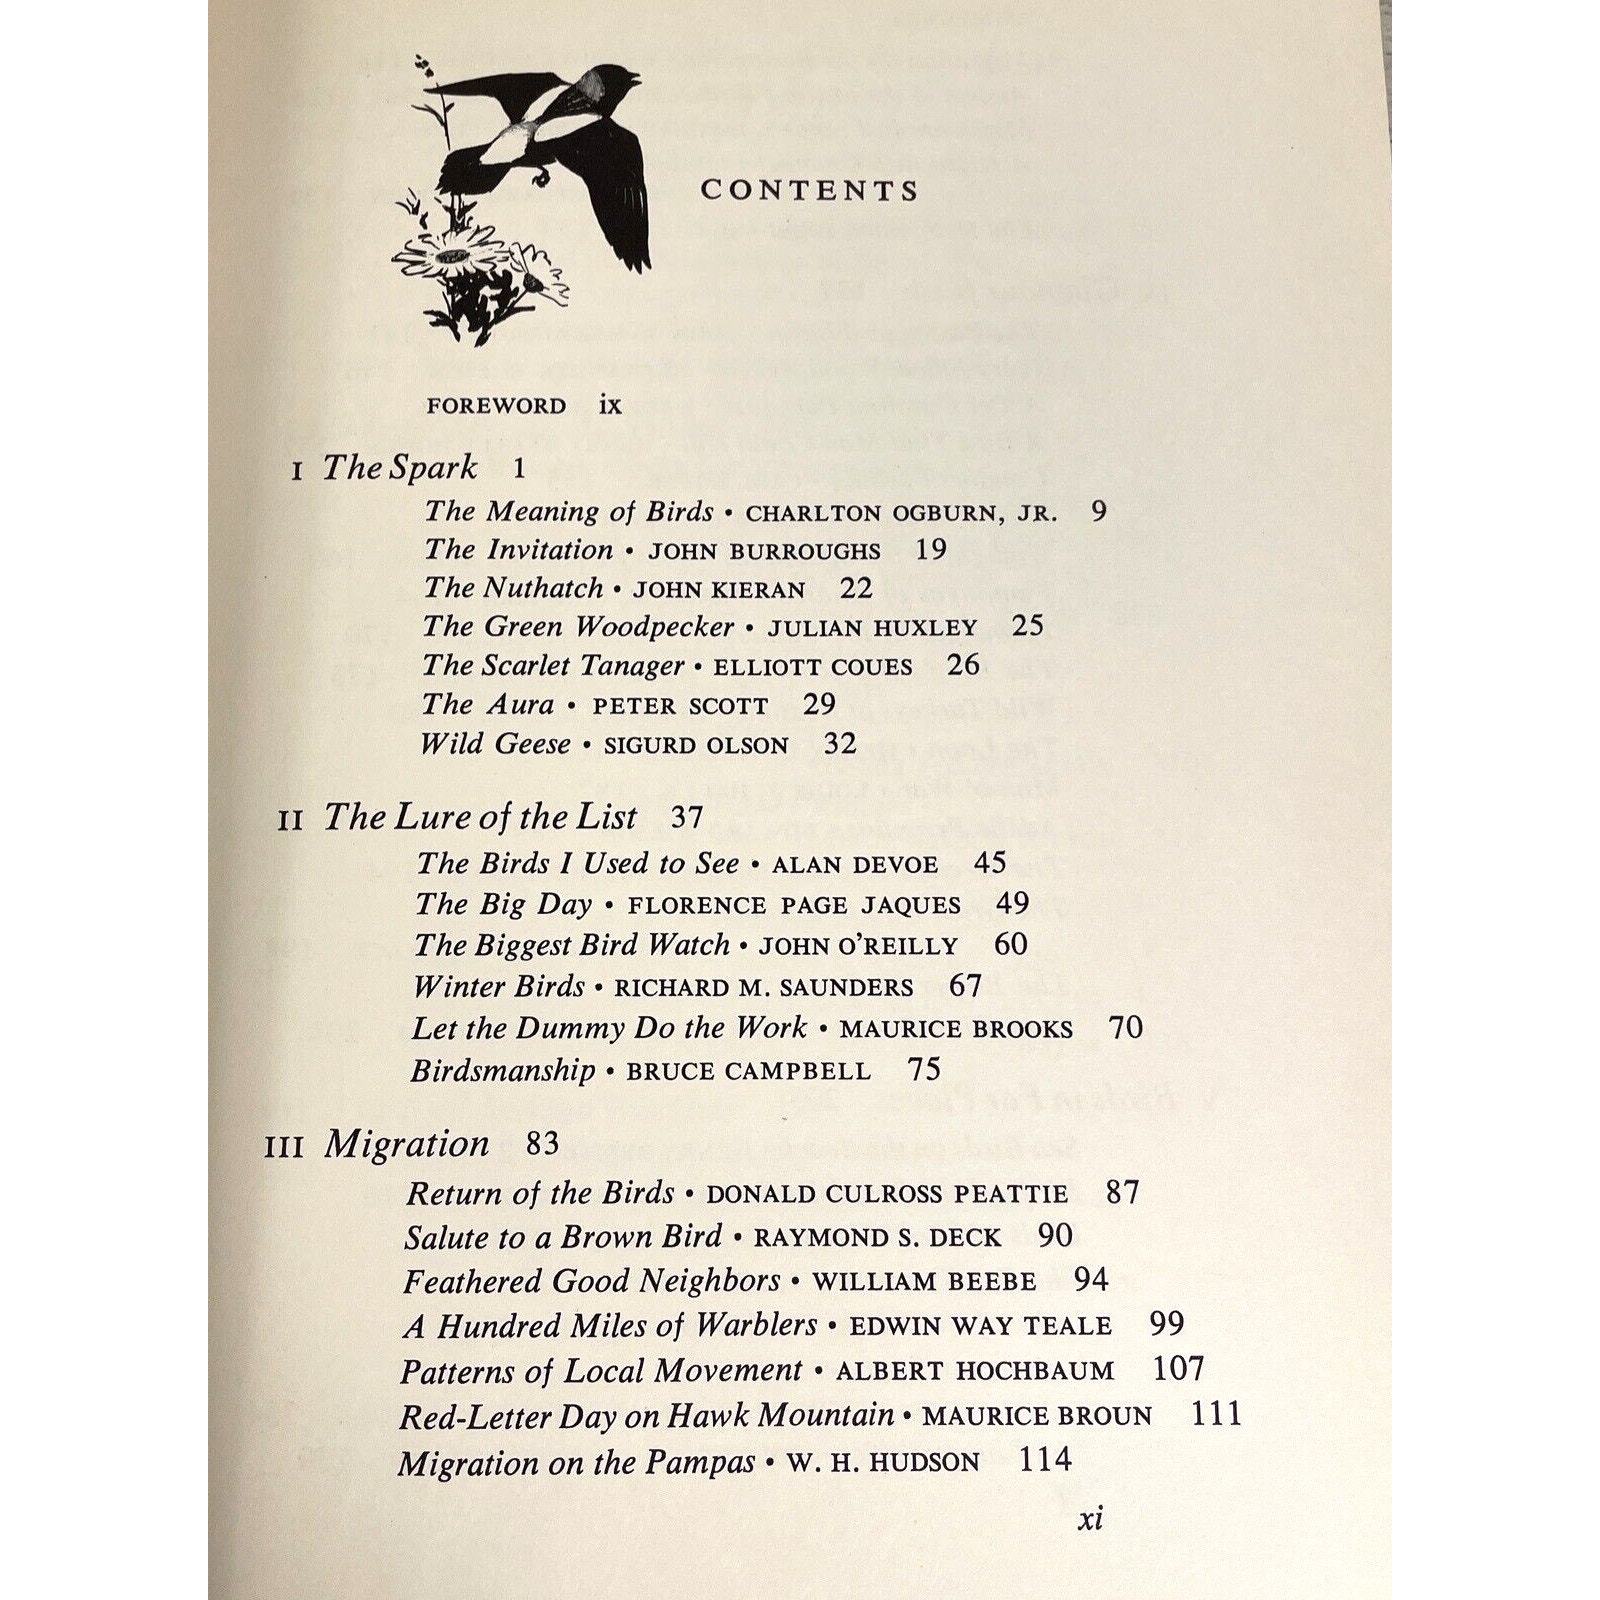 CONTENTS
FOREWORD ix
I The Spark 1
The Meaning of Birds • CHARLTON OGBURN, JR. 9
The Invitation • JOHN BURROUGHS 19
The Nuthatch • JOHN KIERAN 22
The Green Woodpecker • JULIAN HUXLEY 25
The Scarlet Tanager • ELLIOTT COUES 26
The Aura • PETER SCOTT 29
Wild Geese • SIGURD OLSON 32
II The Lure of the List 37
The Birds I Used to See • ALAN DEVOE 45
The Big Day • FLORENCE PAGE JAQUES 49
The Biggest Bird Watch • JOHN O'REILLY 60
Winter Birds • RICHARD M. SAUNDERS 67
Let the Dummy Do the Work • MAURICE BROOKS 70
Birdsmanship • BRUCE CAMPBELL 75
III Migration 83
Return of the Birds • DONALD CULROSS PEATTIE 87
Salute to a Brown Bird • RAYMOND S. DECK 90
Feathered Good Neighbors • WILLIAM BEEBE 94
A Hundred Miles of Warblers • EDWIN WAY TEALE 99
Patterns of Local Movement • ALBERT HOCHBAUM 107
Red-Letter Day on Hawk Mountain • MAURICE BROUN 111
Migration on the Pampas • W. H. HUDSON 114
xi